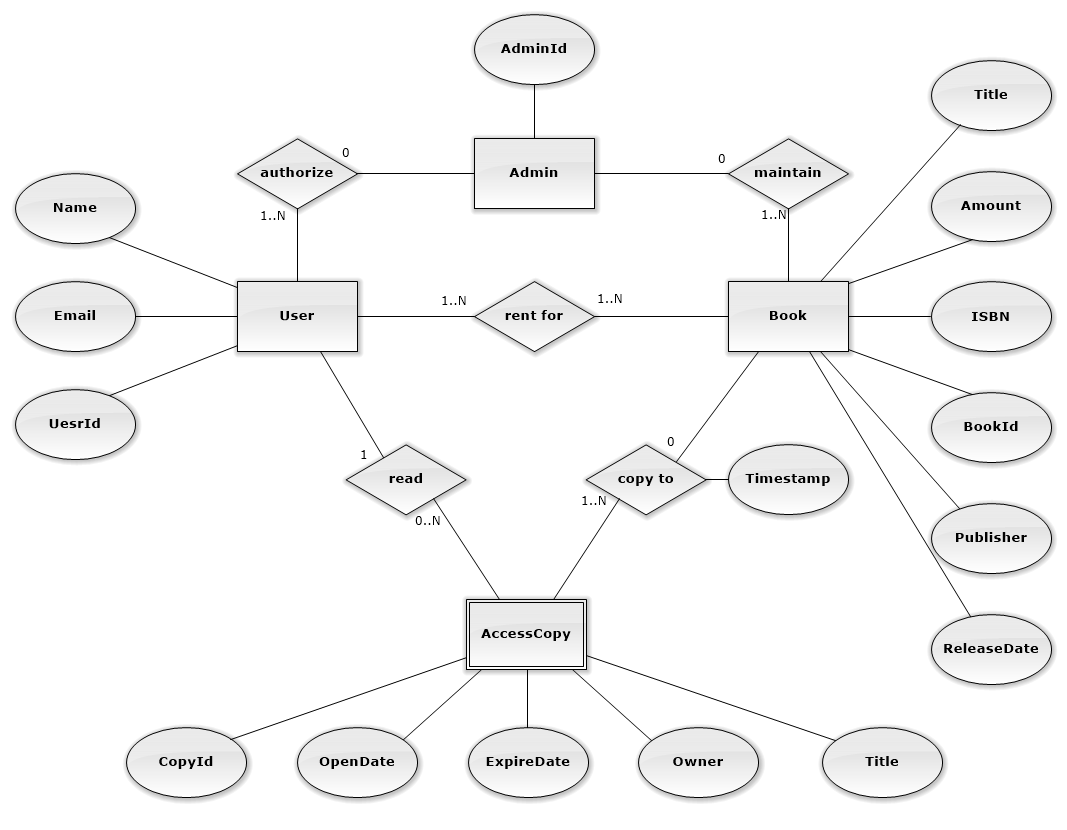 AdminId
Title
0
0
authorize
Admin
maintain
Name
Amount
1..N
1..N
1..N
1..N
Email
User
rent for
Book
ISBN
UesrId
BookId
1
0
read
copy to
Timestamp
0..N
1..N
Publisher
AccessCopy
ReleaseDate
CopyId
OpenDate
ExpireDate
Owner
Title